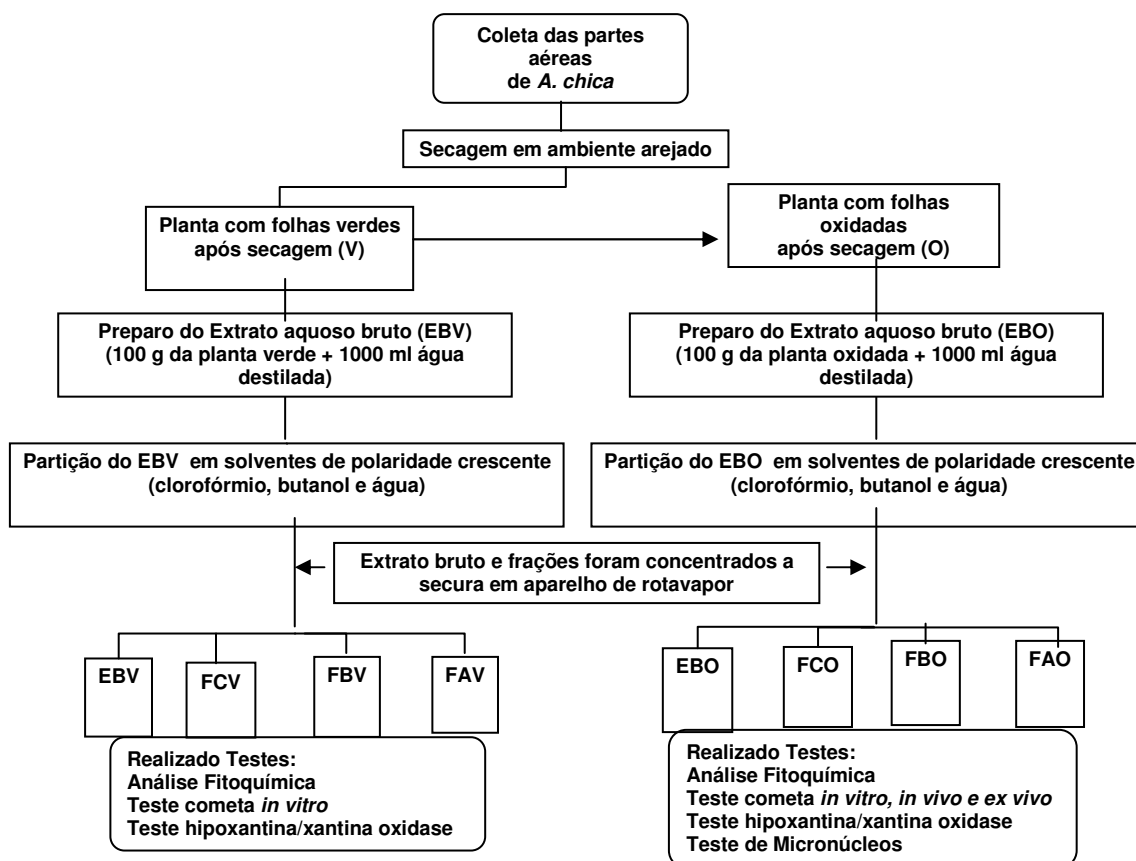 Coleta das partes
aéreas
de A. chica
Secagem em ambiente arejado
Planta com folhas verdes
após secagem (V)
Planta com folhas
oxidadas
após secagem (O)
Preparo do Extrato aquoso bruto (EBV)
(100 g da planta verde + 1000 ml água
destilada)
Preparo do Extrato aquoso bruto (EBO)
(100 g da planta oxidada + 1000 ml água
destilada)
Partição do EBV em solventes de polaridade crescente
(clorofórmio, butanol e água)
Partição do EBO em solventes de polaridade crescente
(clorofórmio, butanol e água)
Extrato bruto e frações foram concentrados a
secura em aparelho de rotavapor
EBV
FCV
FBV
FAV
EBO
FCO
FBO
FAO
Realizado Testes:
Análise Fitoquímica
Teste cometa in vitro
Teste hipoxantina/xantina oxidase
Realizado Testes:
Análise Fitoquímica
Teste cometa in vitro, in vivo e ex vivo
Teste hipoxantina/xantina oxidase
Teste de Micronúcleos